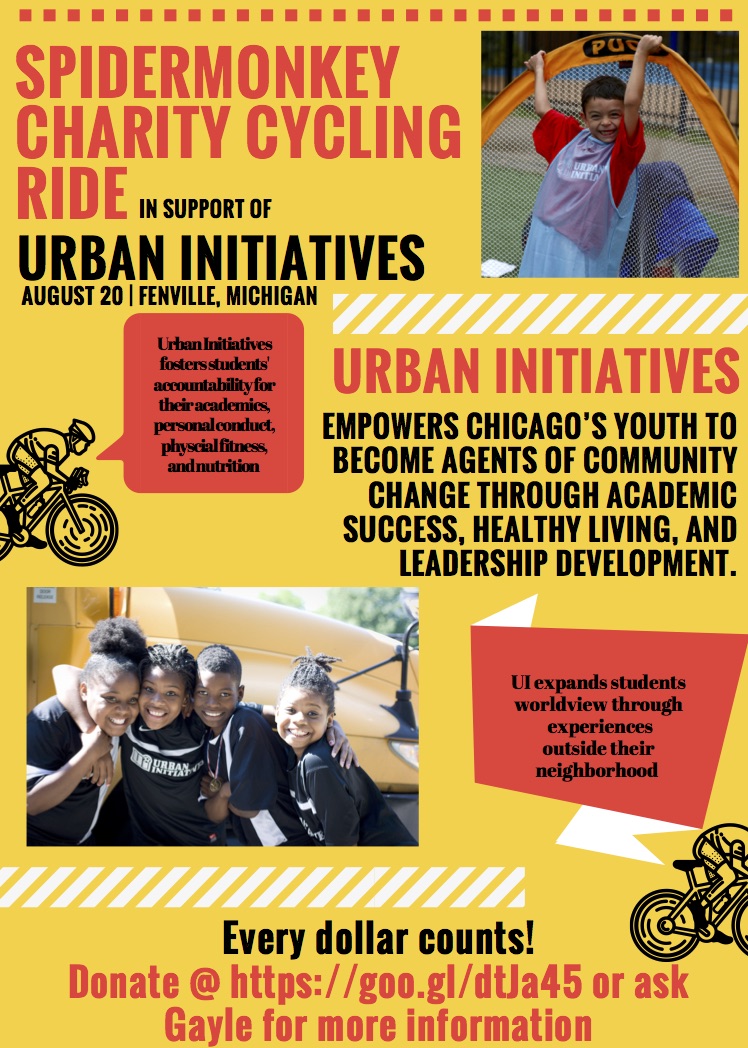 SPIDERMONKEY
CHARITY CYCLING
RIDE IN SUPPORT OF
URBAN INITIATIVES
AUGUST 20 | FENVILLE, MICHIGAN
Urban Initiatives
fosters students'
accountability for
their academics,
personal conduct,
physcial fitness,
and nutrition
URBAN INITIATIVES
EMPOWERS CHICAGO'S YOUTH TO
BECOME AGENTS OF COMMUNITY
CHANGE THROUGH ACADEMIC
SUCCESS, HEALTHY LIVING, AND
LEADERSHIP DEVELOPMENT.
URBAN
INITIATIVES
UI expands students
worldview through
experiences
outside their
neighborhood
Every dollar counts!
Donate @ https://goo.gl/dtJa45 or ask
Gayle for more information